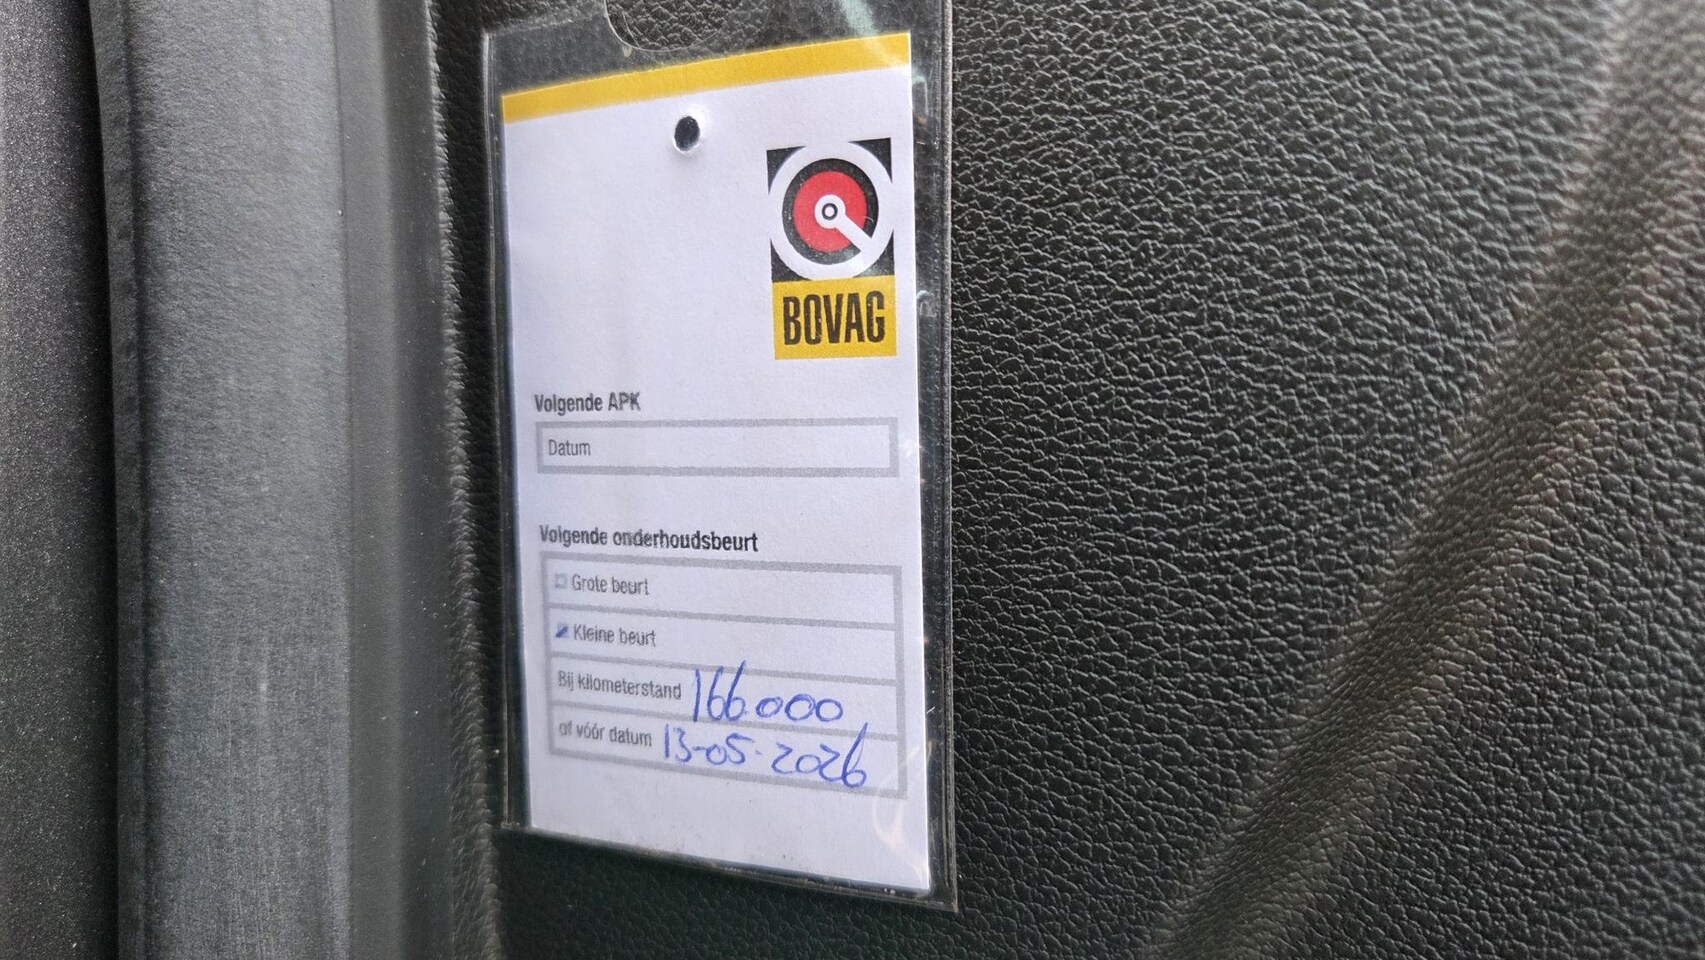 BOVAG
Volgende APK
Datum
Volgende onderhoudsbeurt
Grote beurt
Kleine beurt
Bij kilometerstand 166.000
of vóór datum 13-05-2026